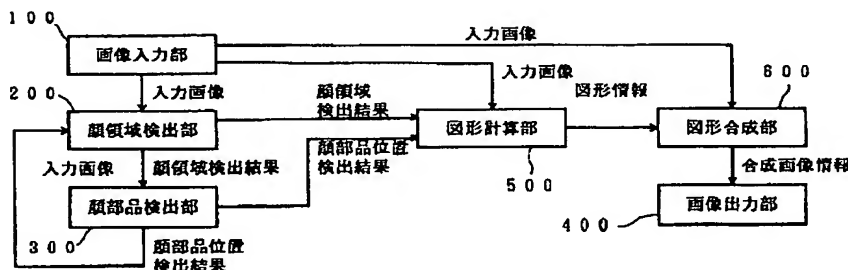 100
画像入力部
入力画像
入力画像
入力画像
200
顔領域検出部
顔領域
検出結果
図形計算部
500
図形情報
600
図形合成部
入力画像
顔領域検出結果
顔部品位置
検出結果
合成画像情報
顔部品検出部
300
顔部品位置
検出結果
画像出力部
400